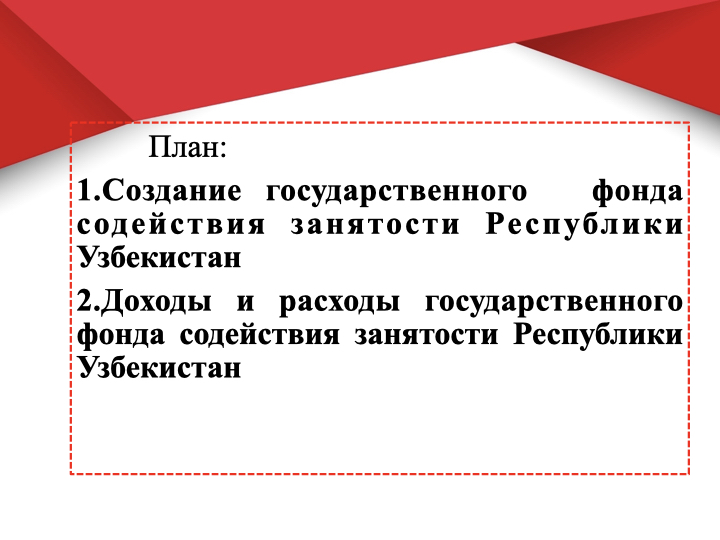 План:
1.Создание государственного фонда
содействия занятости Республики
Узбекистан
2.Доходы и расходы государственного
фонда содействия занятости Республики
Узбекистан